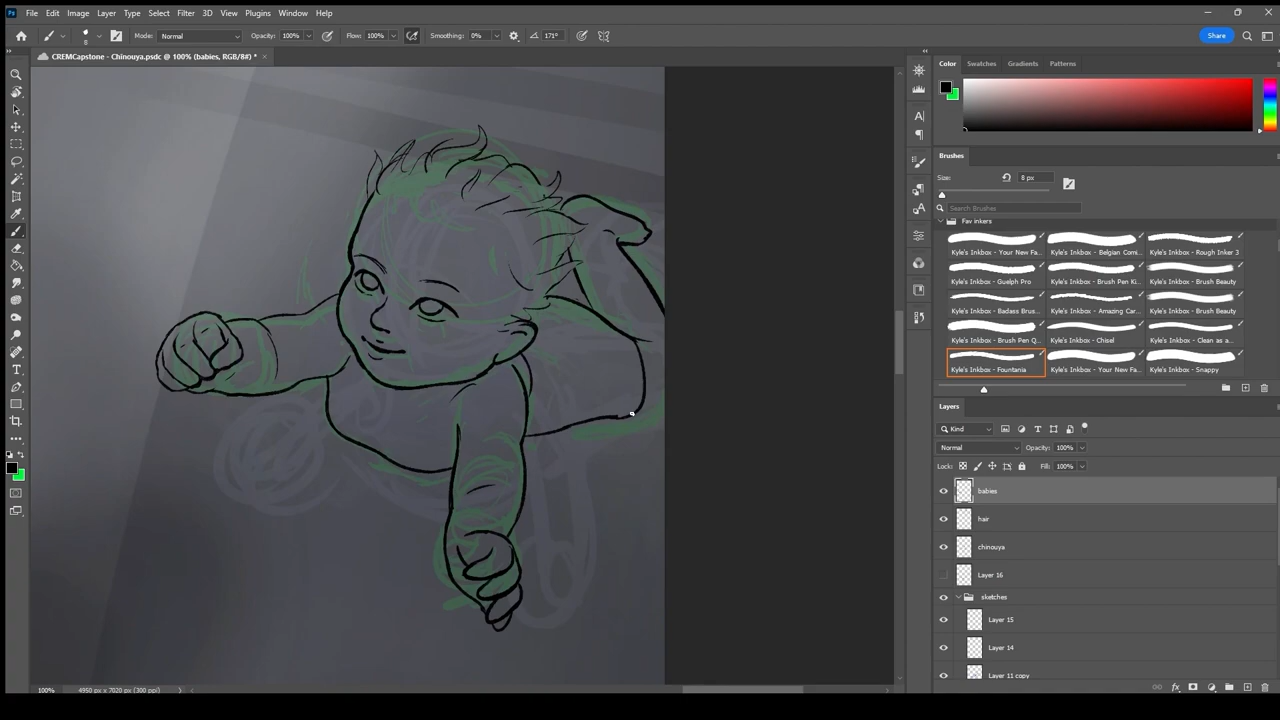 Ps File Edit Image Layer Type Select Filter 3D View Plugins Window Help
8 Mode: Normal Opacity: 100% Flow: 100% Smoothing: 0% 171° Share
CREMCapstone - Chinouya.psdc @ 100% (babies, RGB/8#) * ×
Color Swatches Gradients Patterns
Brushes
Size: 8 px
Search Brushes
Fav inkers
Kyle's Inkbox - Your New Fa... Kyle's Inkbox - Belgian Comi... Kyle's Inkbox - Rough Inker 3
Kyle's Inkbox - Guelph Pro Kyle's Inkbox - Brush Pen Ki... Kyle's Inkbox - Brush Beauty
Kyle's Inkbox - Badass Brus... Kyle's Inkbox - Amazing Car... Kyle's Inkbox - Brush Beauty
Kyle's Inkbox - Brush Pen Q... Kyle's Inkbox - Chisel Kyle's Inkbox - Clean as a...
Kyle's Inkbox - Fountania Kyle's Inkbox - Your New Fa... Kyle's Inkbox - Snappy
Layers
Kind
Normal Opacity: 100%
Lock: Fill: 100%
babies
hair
chinouya
Layer 16
sketches
Layer 15
Layer 14
Layer 11 copy
100% 4950 px x 7020 px (300 ppi)